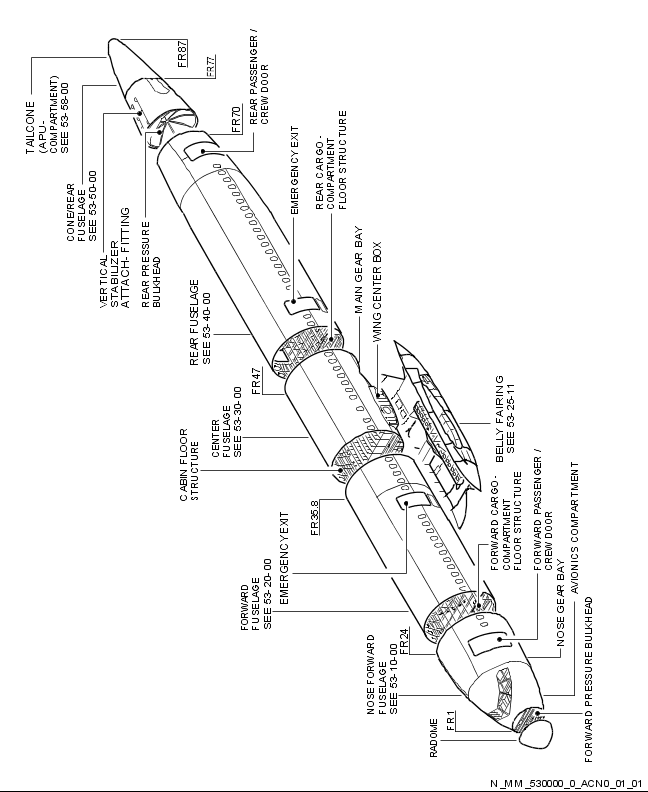 TAILCONE
(APU-
COMPARTMENT)
SEE 53-58-00
FR87
FR77
CONE/REAR
FUSELAGE
SEE 53-50-00
FR70
REAR PASSENGER /
CREW DOOR
VERTICAL
STABILIZER
ATTACH-FITTING
REAR PRESSURE
BULKHEAD
EMERGENCY EXIT
REAR CARGO-
COMPARTMENT
FLOOR STRUCTURE
REAR FUSELAGE
SEE 53-40-00
MAIN GEAR BAY
WING CENTER BOX
FR47
CENTER
FUSELAGE
SEE 53-30-00
CABIN FLOOR
STRUCTURE
BELLY FAIRING
SEE 53-25-11
FR35.8
EMERGENCY EXIT
FORWARD
FUSELAGE
SEE 53-20-00
FORWARD CARGO-
COMPARTMENT
FLOOR STRUCTURE
FORWARD PASSENGER /
CREW DOOR
FR24
NOSE GEAR BAY
AVIONICS COMPARTMENT
NOSE FORWARD
FUSELAGE
SEE 53-10-00
FR1
RADOME
FORWARD PRESSURE BULKHEAD
N_MM_530000_0_ACN0_01_01